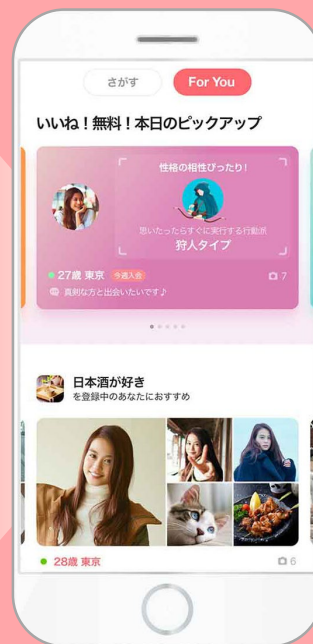 さがす
For You
いいね！無料！本日のピックアップ
性格の相性ぴったり！
思いたったらすぐに実行する行動派
狩人タイプ
27歳 東京 今週入会
7
真剣な方と出会いたいです♪
日本酒が好き
を登録中のあなたにおすすめ
28歳 東京
6